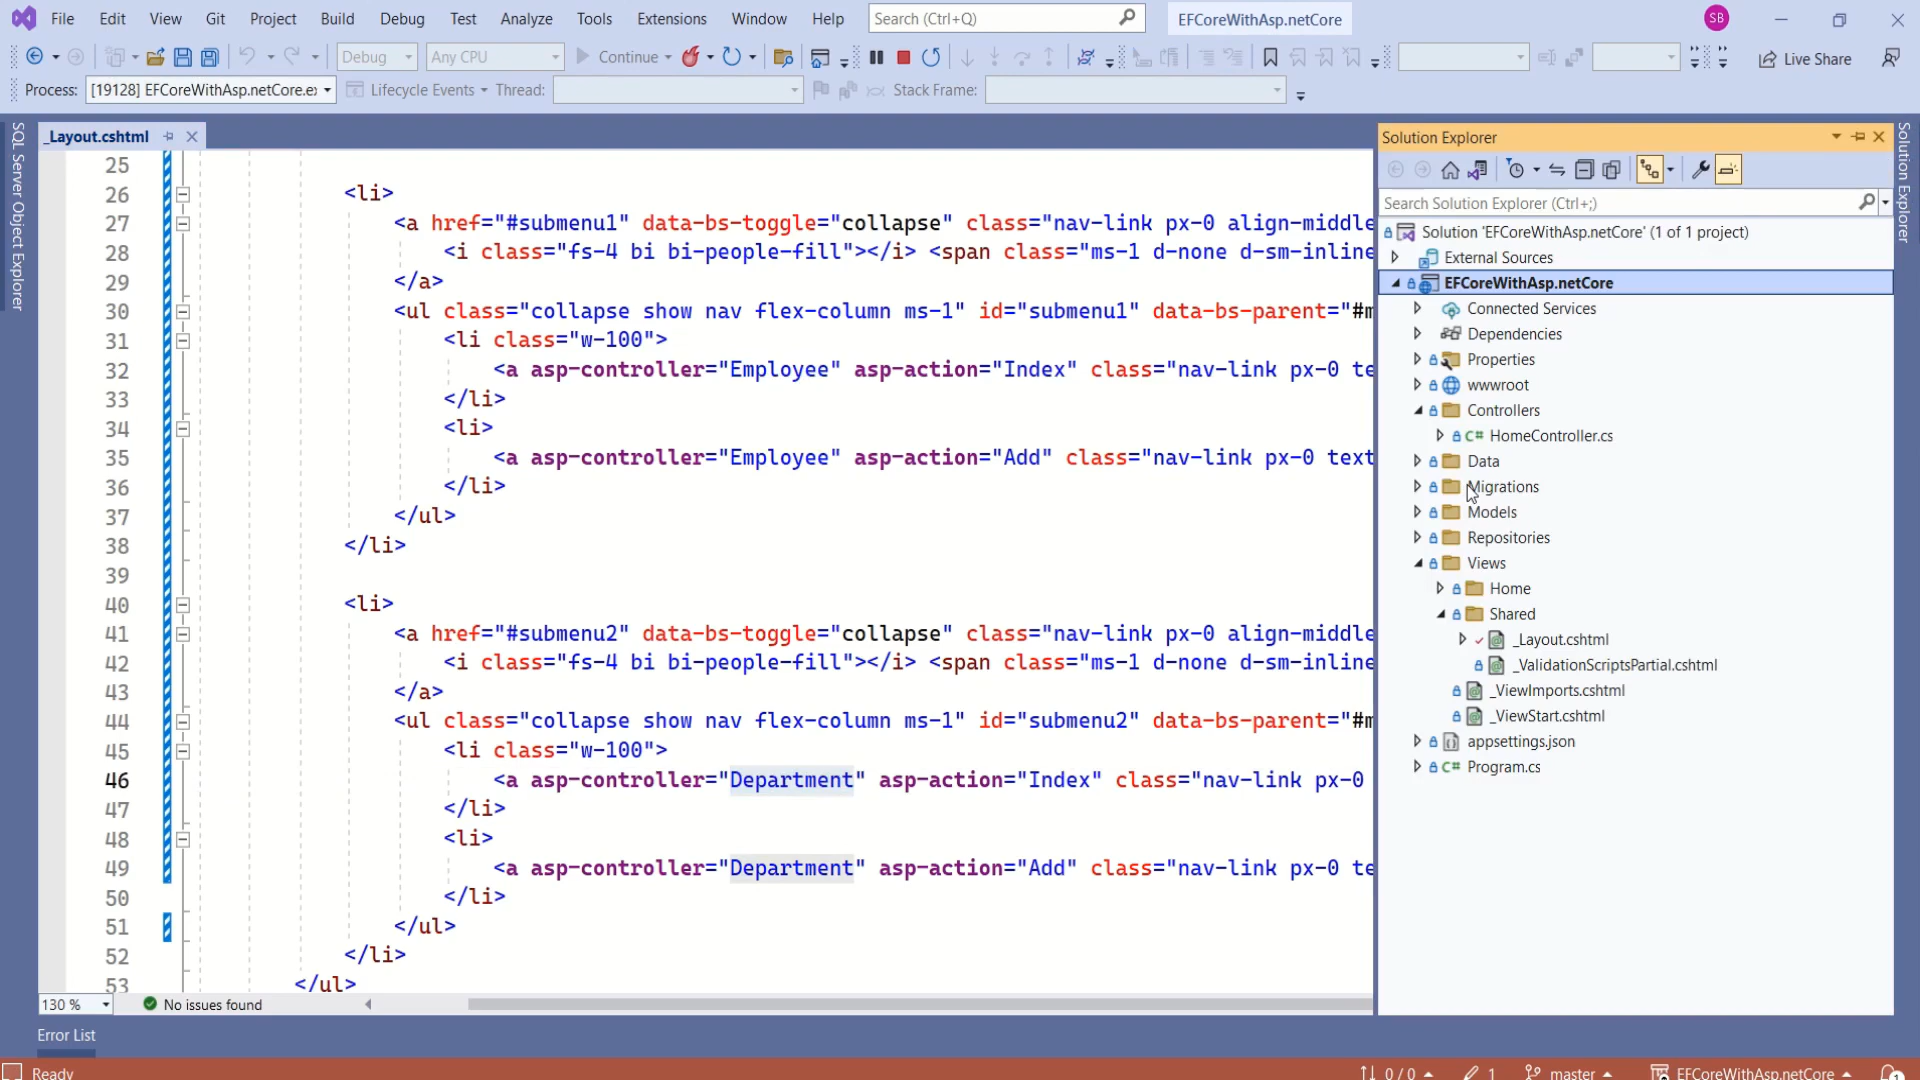 File Edit View Git Project Build Debug Test Analyze Tools Extensions Window Help Search (Ctrl+Q) EFCoreWithAsp.netCore SB
Debug Any CPU Continue Live Share
Process: [19128] EFCoreWithAsp.netCore.ex Lifecycle Events Thread: Stack Frame:
SQL Server Object Explorer
_Layout.cshtml
25
26 <li>
27 <a href="#submenu1" data-bs-toggle="collapse" class="nav-link px-0 align-middle
28 <i class="fs-4 bi bi-people-fill"></i> <span class="ms-1 d-none d-sm-inline
29 </a>
30 <ul class="collapse show nav flex-column ms-1" id="submenu1" data-bs-parent="#m
31 <li class="w-100">
32 <a asp-controller="Employee" asp-action="Index" class="nav-link px-0 te
33 </li>
34 <li>
35 <a asp-controller="Employee" asp-action="Add" class="nav-link px-0 text
36 </li>
37 </ul>
38 </li>
39
40 <li>
41 <a href="#submenu2" data-bs-toggle="collapse" class="nav-link px-0 align-middle
42 <i class="fs-4 bi bi-people-fill"></i> <span class="ms-1 d-none d-sm-inline
43 </a>
44 <ul class="collapse show nav flex-column ms-1" id="submenu2" data-bs-parent="#m
45 <li class="w-100">
46 <a asp-controller="Department" asp-action="Index" class="nav-link px-0
47 </li>
48 <li>
49 <a asp-controller="Department" asp-action="Add" class="nav-link px-0 te
50 </li>
51 </ul>
52 </li>
53 </ul>
130 % No issues found
Solution Explorer
Search Solution Explorer (Ctrl+;)
Solution 'EFCoreWithAsp.netCore' (1 of 1 project)
External Sources
EFCoreWithAsp.netCore
Connected Services
Dependencies
Properties
wwwroot
Controllers
C# HomeController.cs
Data
Migrations
Models
Repositories
Views
Home
Shared
_Layout.cshtml
_ValidationScriptsPartial.cshtml
_ViewImports.cshtml
_ViewStart.cshtml
appsettings.json
C# Program.cs
Solution Explorer
Error List
Ready 0 / 0 1 master EFCoreWithAsp.netCore 1